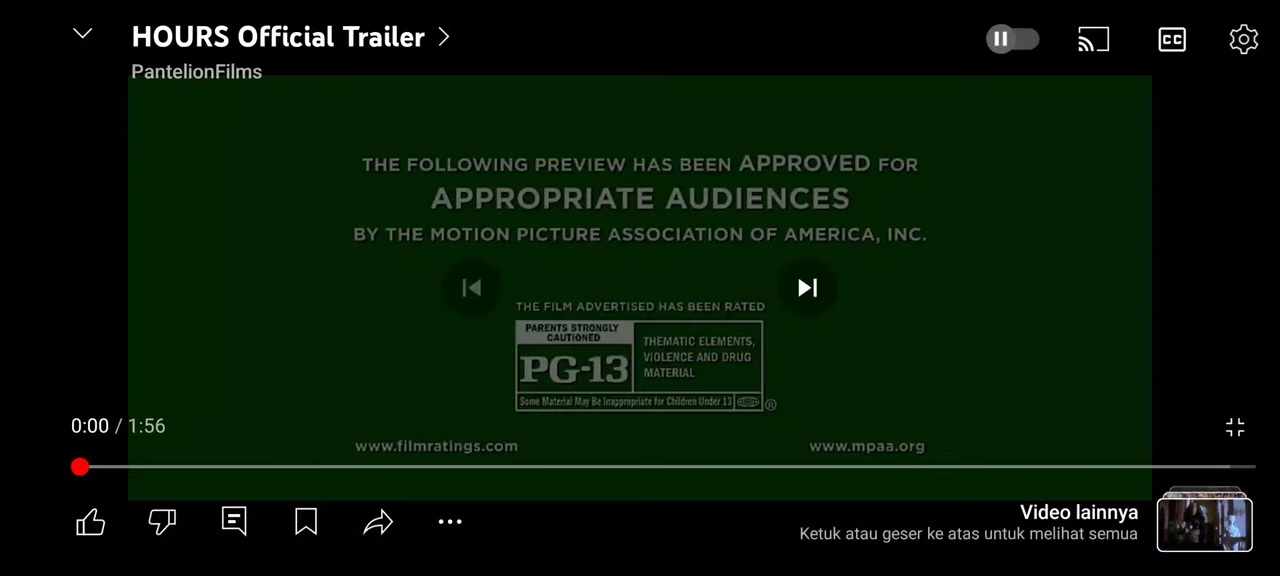 HOURS Official Trailer
PantelionFilms
CC
THE FOLLOWING PREVIEW HAS BEEN APPROVED FOR
APPROPRIATE AUDIENCES
BY THE MOTION PICTURE ASSOCIATION OF AMERICA, INC.
THE FILM ADVERTISED HAS BEEN RATED
PARENTS STRONGLY
CAUTIONED
PG-13
THEMATIC ELEMENTS,
VIOLENCE AND DRUG
MATERIAL
Some Material May Be Inappropriate for Children Under 13
®
0:00 / 1:56
www.filmratings.com
www.mpaa.org
Video lainnya
Ketuk atau geser ke atas untuk melihat semua